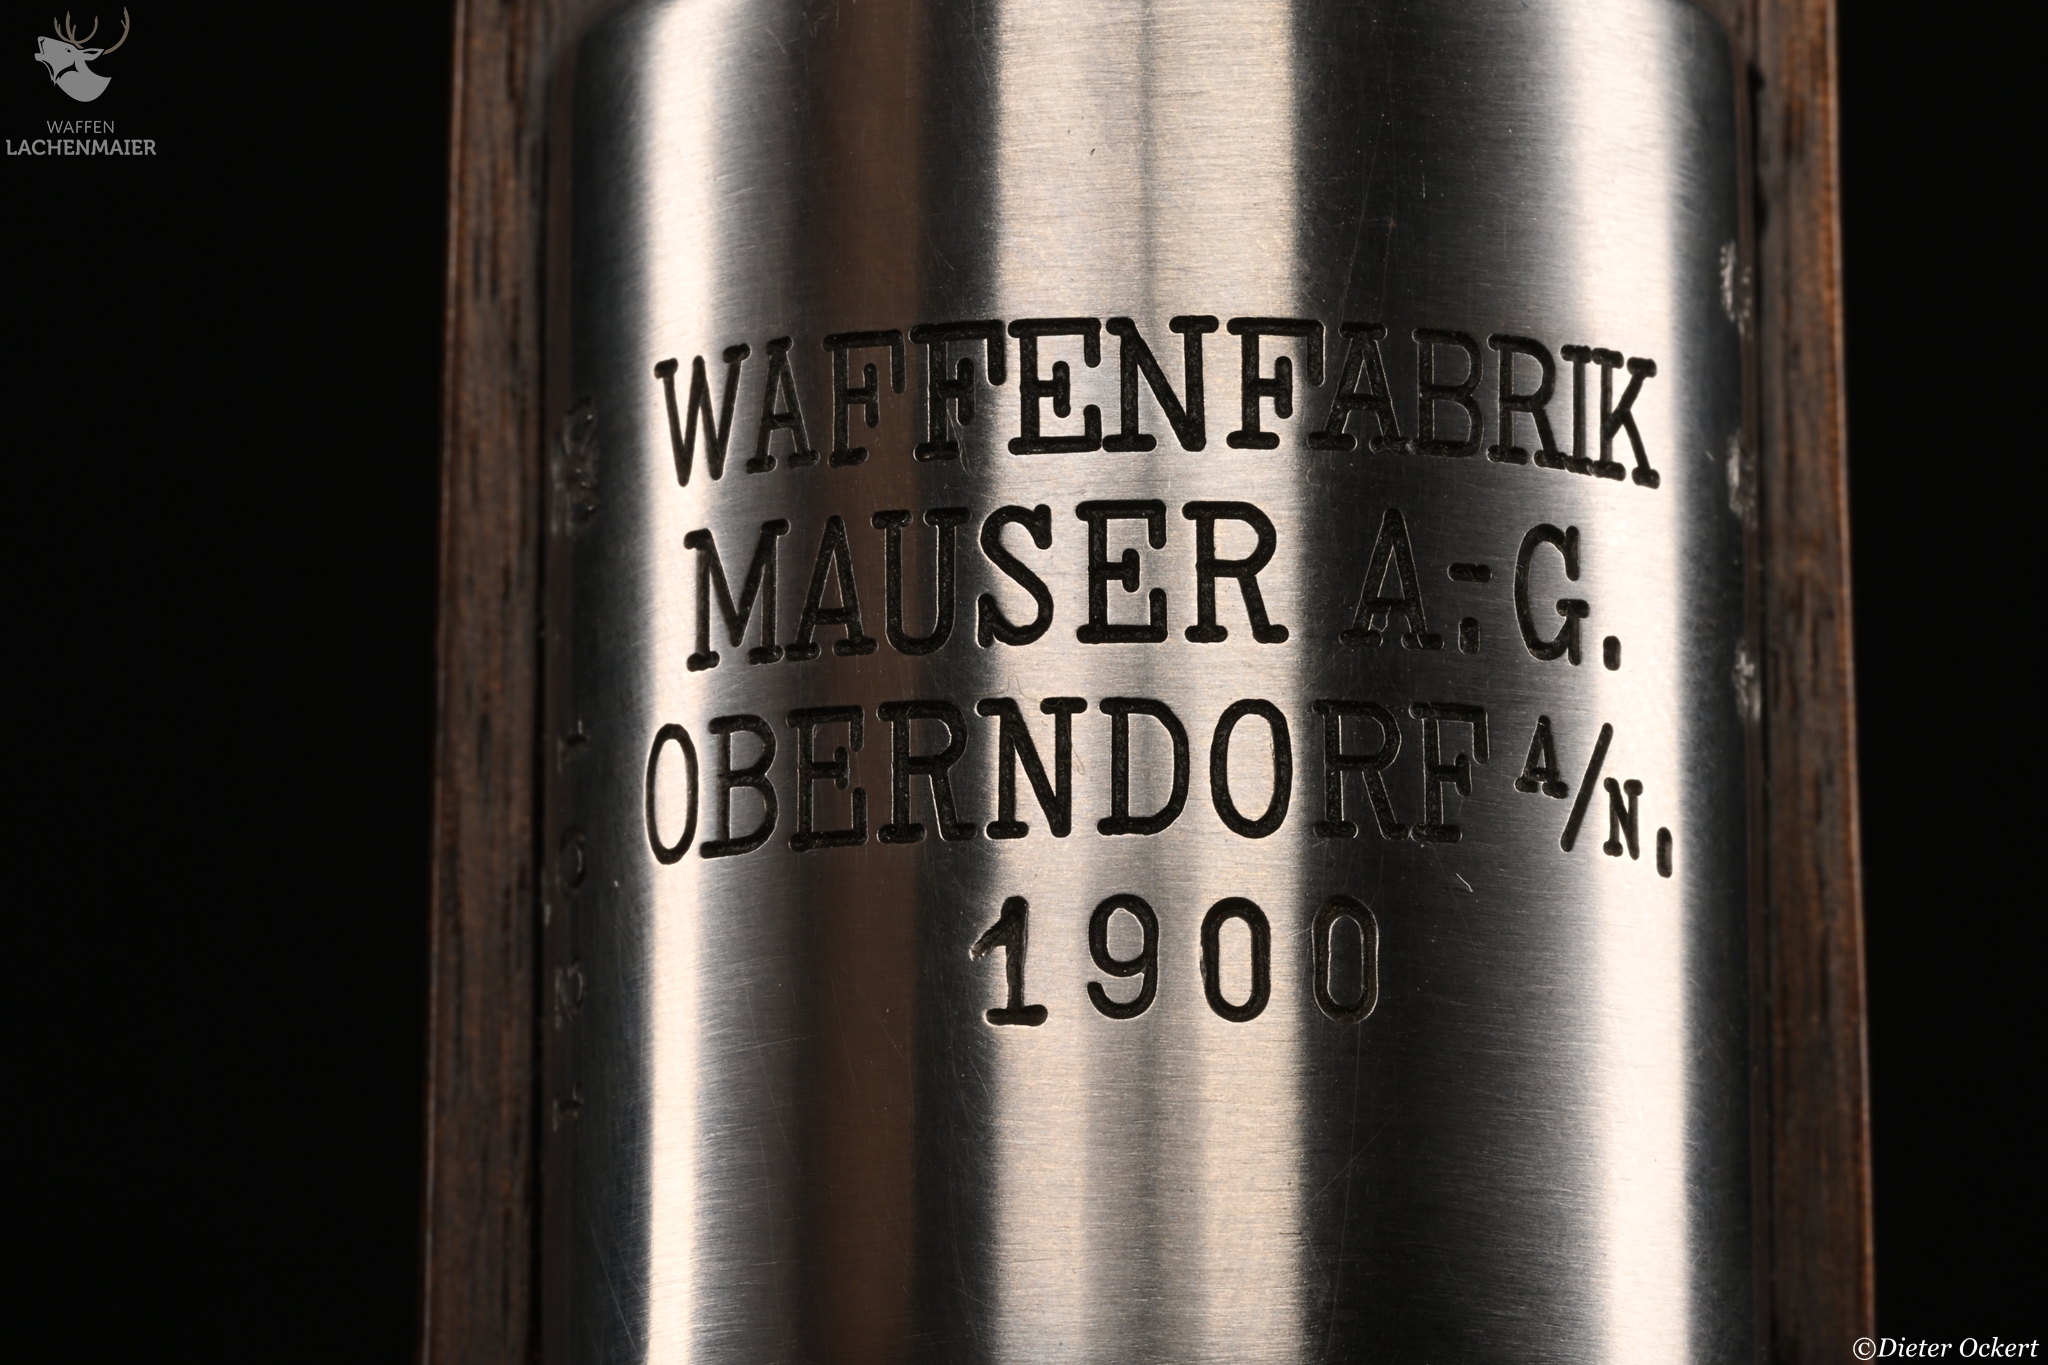 WAFFEN
LACHENMAIER
WAFFENFABRIK
MAUSER A.-G.
OBERNDORF A/N.
1900
©Dieter Ockert